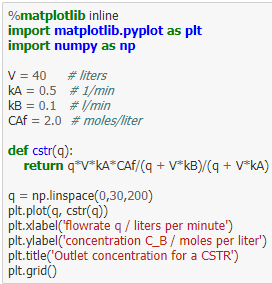 %matplotlib inline
import matplotlib.pyplot as plt
import numpy as np

V = 40     # liters
kA = 0.5   # 1/min
kB = 0.1   # l/min
CAf = 2.0  # moles/liter

def cstr(q):
    return q*V*kA*CAf/(q + V*kB)/(q + V*kA)

q = np.linspace(0,30,200)
plt.plot(q, cstr(q))
plt.xlabel('flowrate q / liters per minute')
plt.ylabel('concentration C_B / moles per liter')
plt.title('Outlet concentration for a CSTR')
plt.grid()